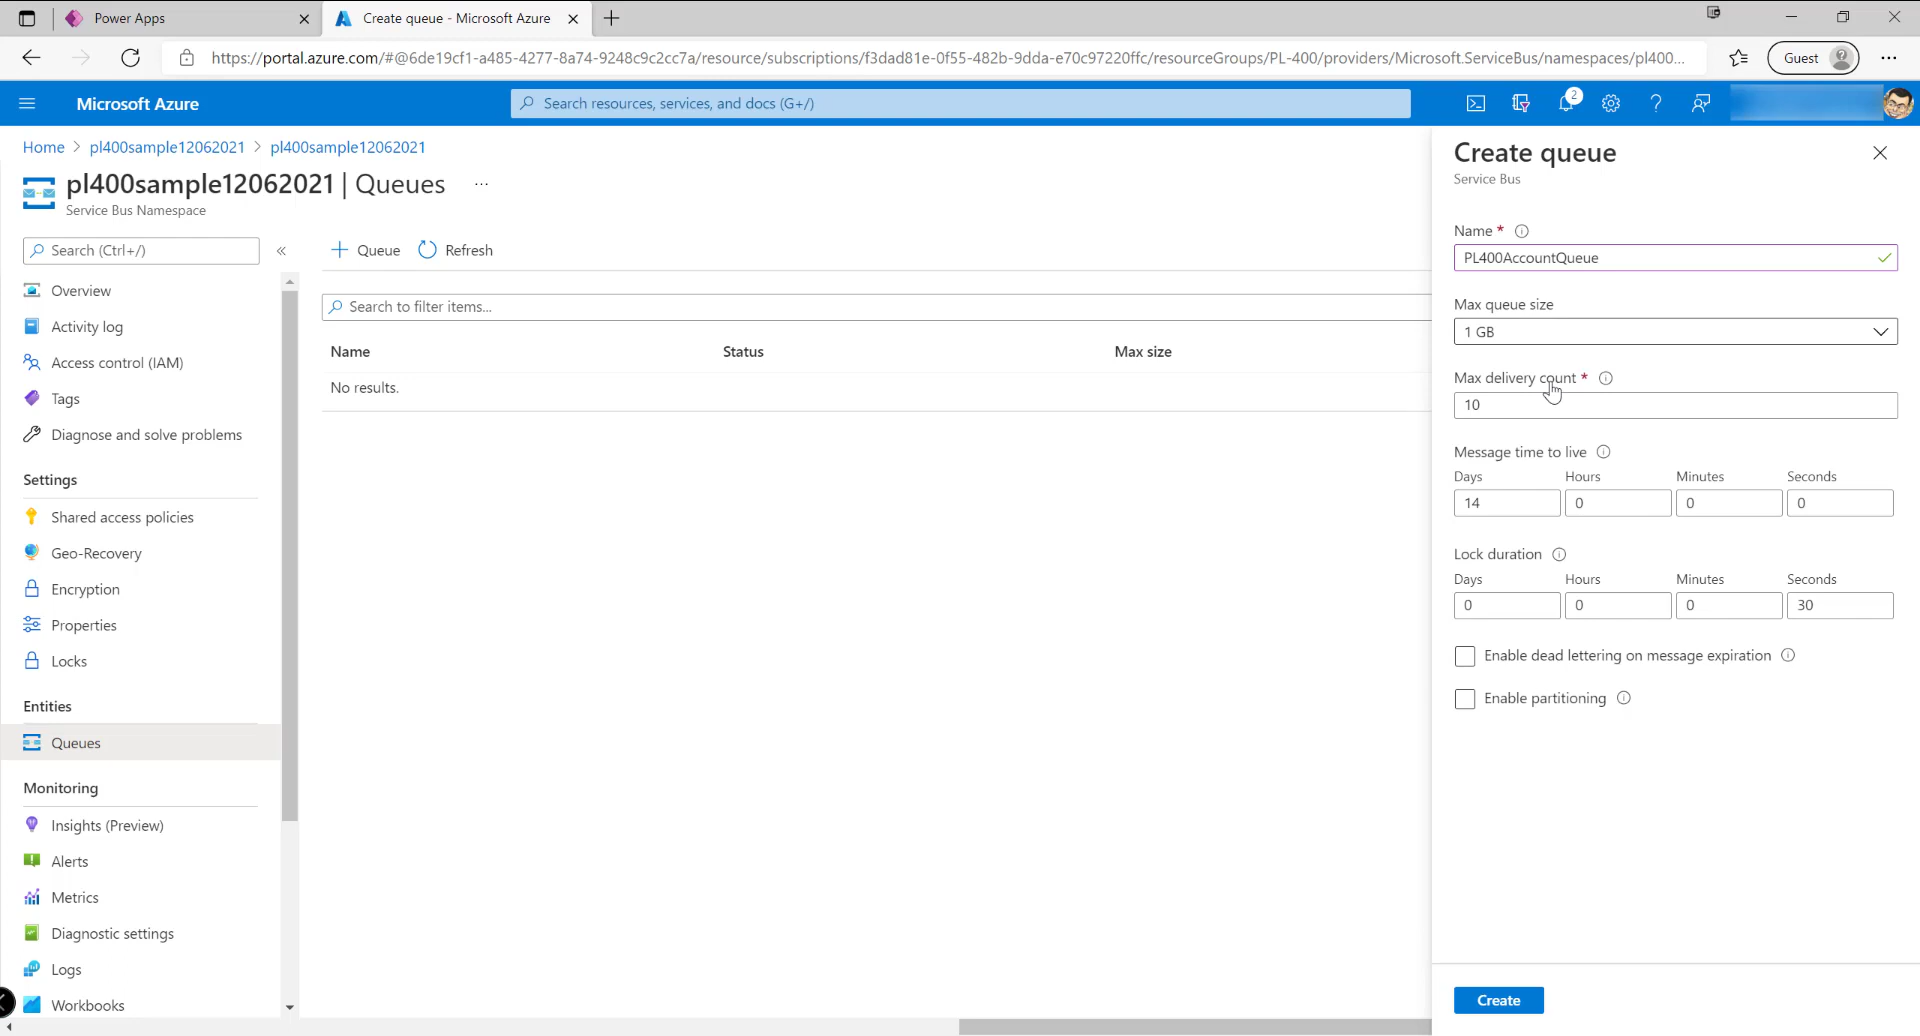 Power Apps
Create queue - Microsoft Azure
https://portal.azure.com/#@6de19cf1-a485-4277-8a74-9248c9c2cc7a/resource/subscriptions/f3dad81e-0f55-482b-9dda-e70c97220ffc/resourceGroups/PL-400/providers/Microsoft.ServiceBus/namespaces/pl400...
Guest
Microsoft Azure
Search resources, services, and docs (G+/)
2
Home > pl400sample12062021 > pl400sample12062021
pl400sample12062021 | Queues ...
Service Bus Namespace
Search (Ctrl+/)
Overview
Activity log
Access control (IAM)
Tags
Diagnose and solve problems
Settings
Shared access policies
Geo-Recovery
Encryption
Properties
Locks
Entities
Queues
Monitoring
Insights (Preview)
Alerts
Metrics
Diagnostic settings
Logs
Workbooks
Queue
Refresh
Search to filter items...
Name Status Max size
No results.
Create queue
Service Bus
Name *
PL400AccountQueue
Max queue size
1 GB
Max delivery count *
10
Message time to live
Days Hours Minutes Seconds
14 0 0 0
Lock duration
Days Hours Minutes Seconds
0 0 0 30
Enable dead lettering on message expiration
Enable partitioning
Create